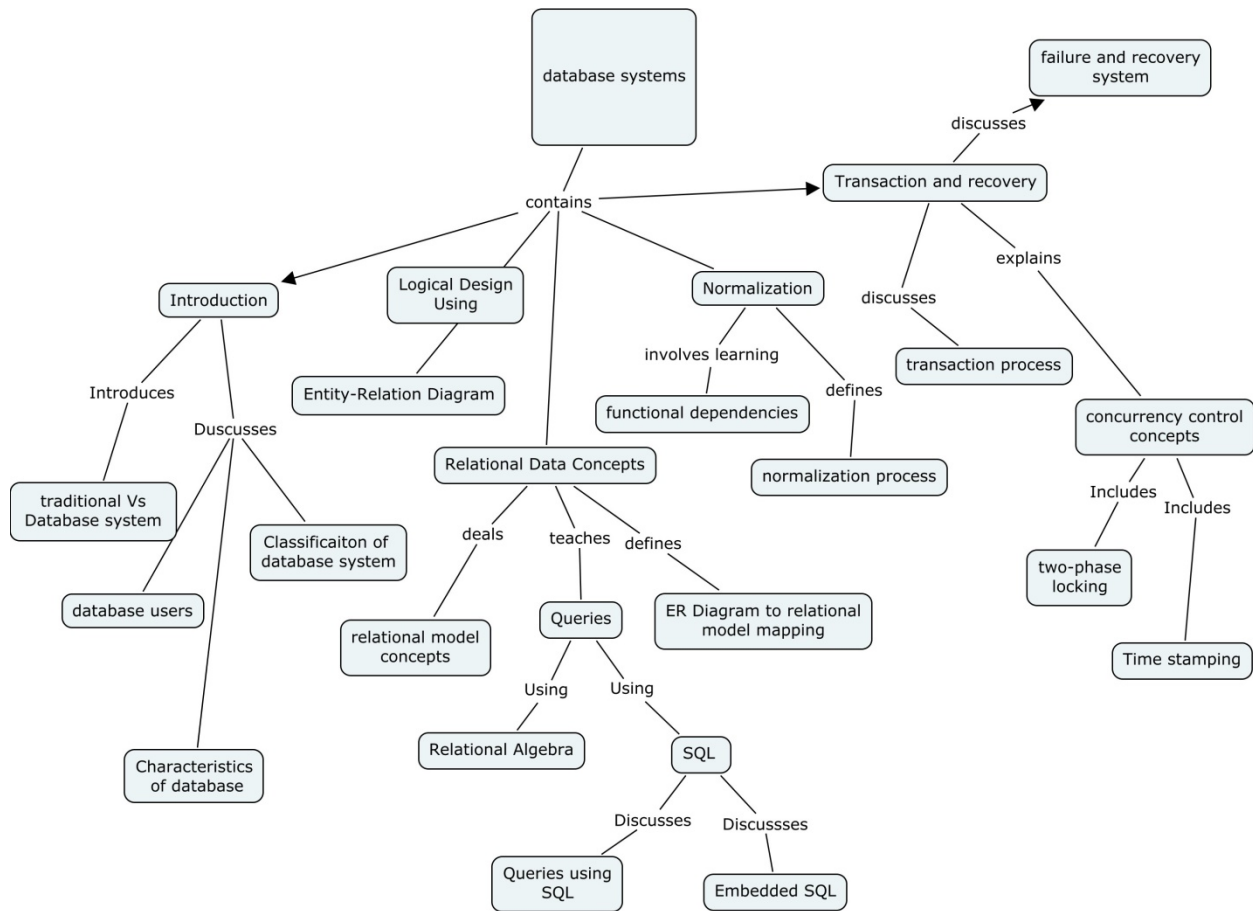 database systems
failure and recovery
system
discusses
Transaction and recovery
contains
explains
Logical Design
Using
Normalization
Introduction
discusses
involves learning
transaction process
Introduces
Entity-Relation Diagram
defines
functional dependencies
concurrency control
concepts
Duscusses
Relational Data Concepts
normalization process
traditional Vs
Database system
Includes
Includes
deals
teaches
defines
Classificaiton of
database system
two-phase
locking
database users
ER Diagram to relational
model mapping
Queries
relational model
concepts
Time stamping
Using
Using
Relational Algebra
SQL
Characteristics
of database
Discusses
Discussses
Queries using
SQL
Embedded SQL